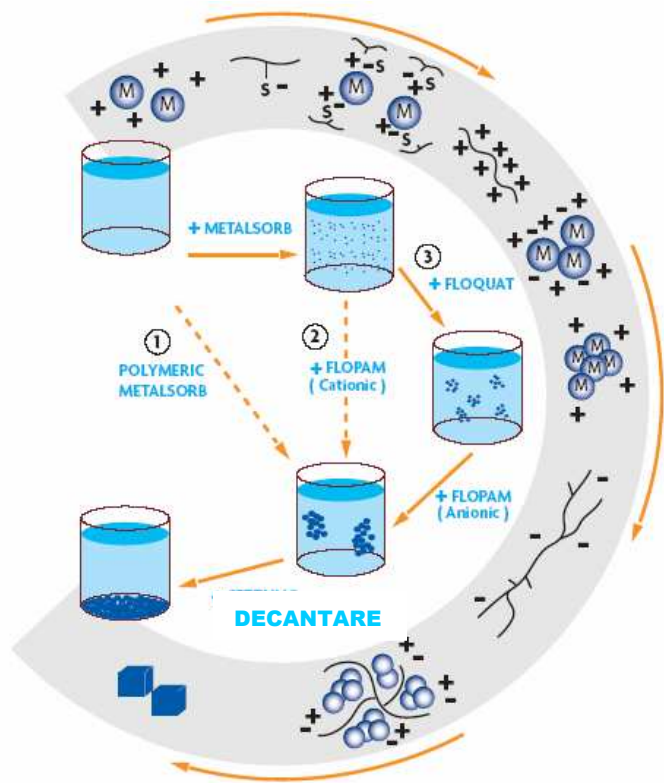 + + + + M M
S -
+ - S - S + M M + S - + - S
+ + + + + + + +
- + + - M M M + - + - +
+ + M M M M M + +
+ METALSORB
3
+ FLOQUAT
1
POLYMERIC
METALSORB
2
+ FLOPAM
( Cationic )
+ FLOPAM
( Anionic )
- - - - -
DECANTARE
+ - + - + - + -